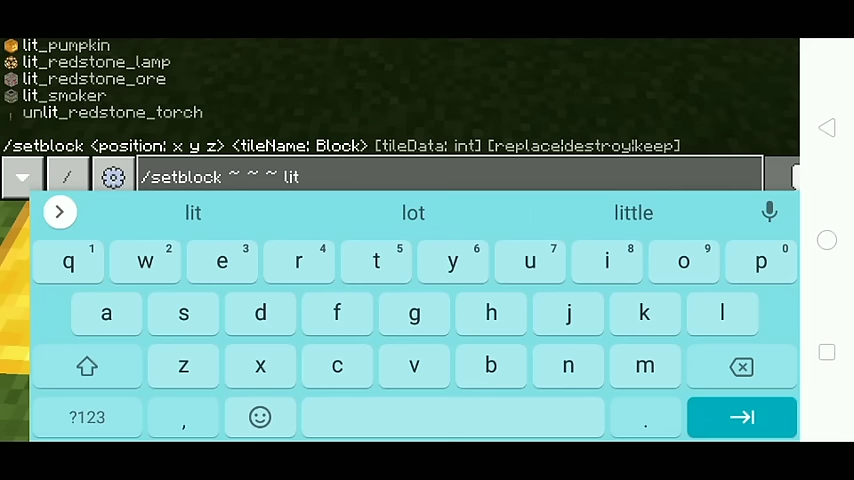 lit_pumpkin
lit_redstone_lamp
lit_redstone_ore
lit_smoker
unlit_redstone_torch
/setblock <position: x y z> <tileName: Block> [tileData: int] [replace|destroy|keep]
/ /setblock ~ ~ ~ lit
lit lot little
q 1 w 2 e 3 r 4 t 5 y 6 u 7 i 8 o 9 p 0
a s d f g h j k l
z x c v b n m
?123 , .